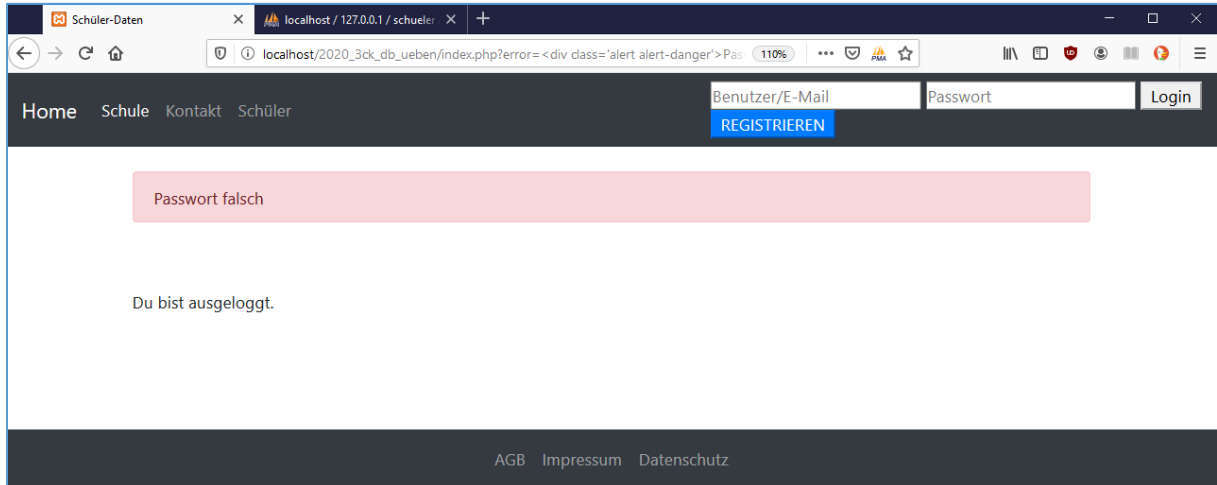 Schüler-Daten
localhost / 127.0.0.1 / schueler
localhost/2020_3ck_db_ueben/index.php?error=<div class='alert alert-danger'>Pas
110%
PMA
Home Schule Kontakt Schüler
Benutzer/E-Mail Passwort Login
REGISTRIEREN
Passwort falsch
Du bist ausgeloggt.
AGB Impressum Datenschutz